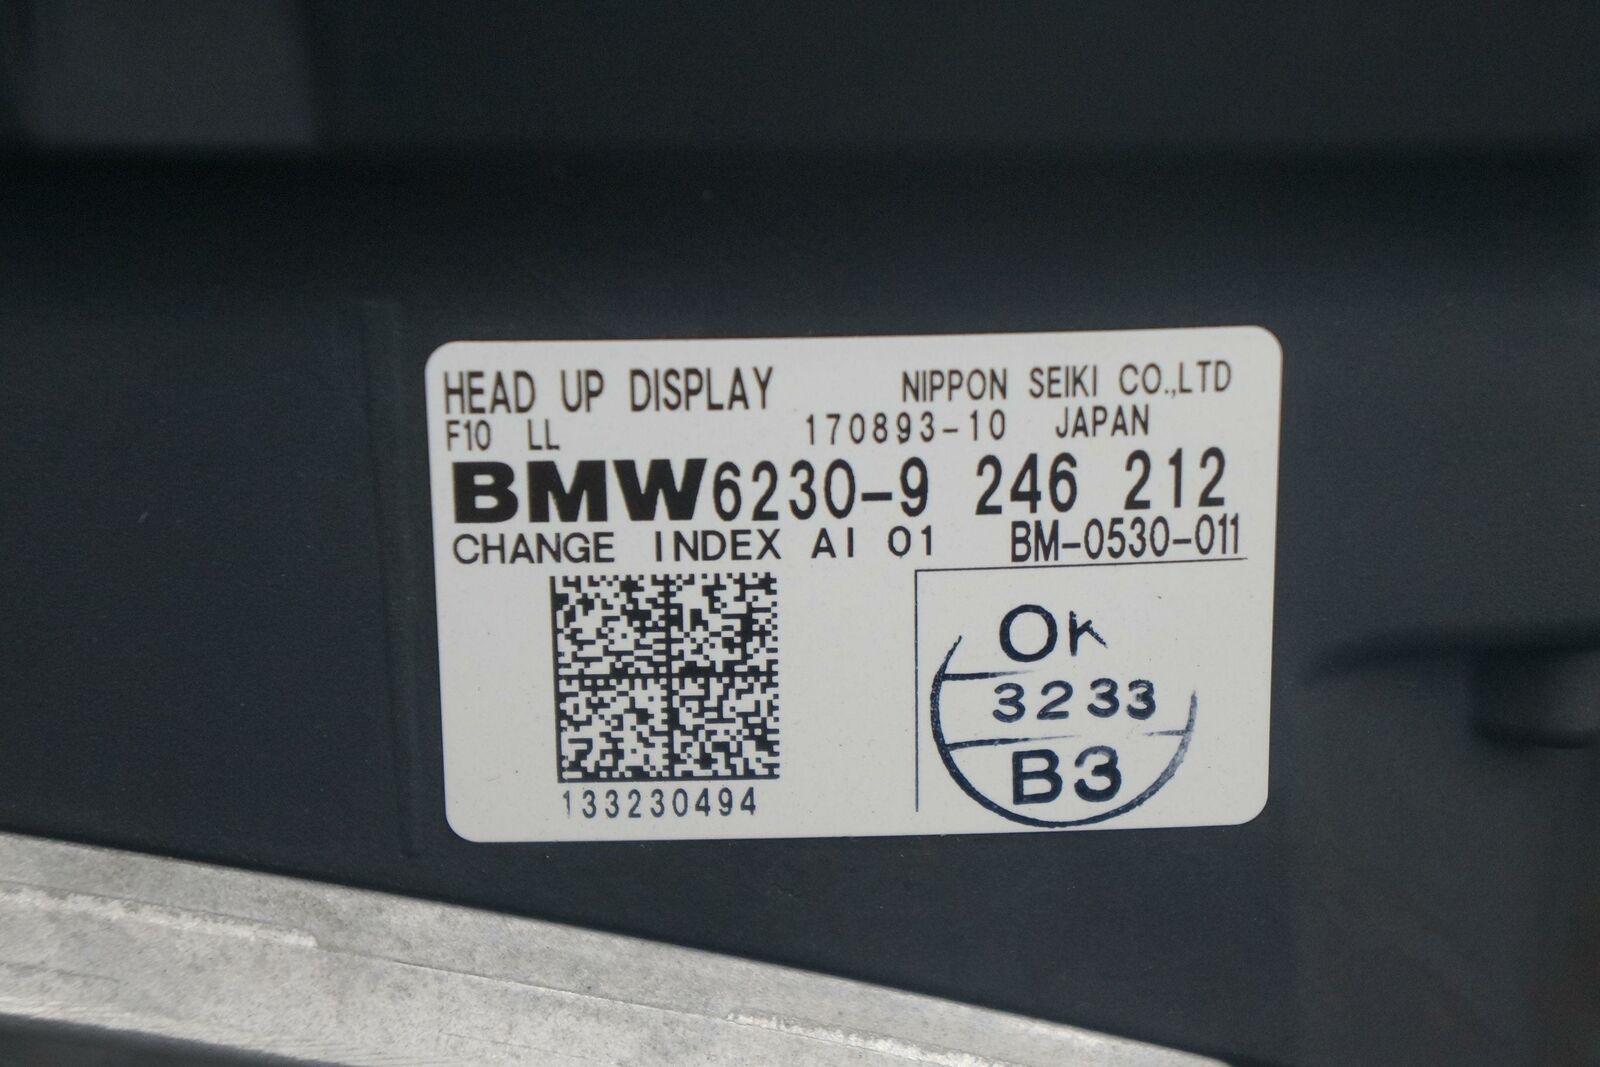 HEAD UP DISPLAY NIPPON SEIKI CO.,LTD
F10 LL 170893-10 JAPAN
BMW6230-9 246 212
CHANGE INDEX AI 01 BM-0530-011
OK
3233
B3
133230494